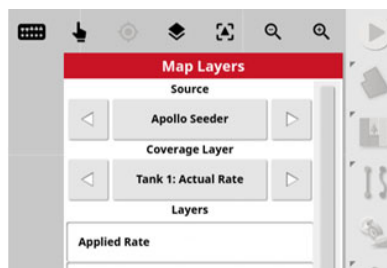 Map Layers
Source
Apollo Seeder
Coverage Layer
Tank 1: Actual Rate
Layers
Applied Rate